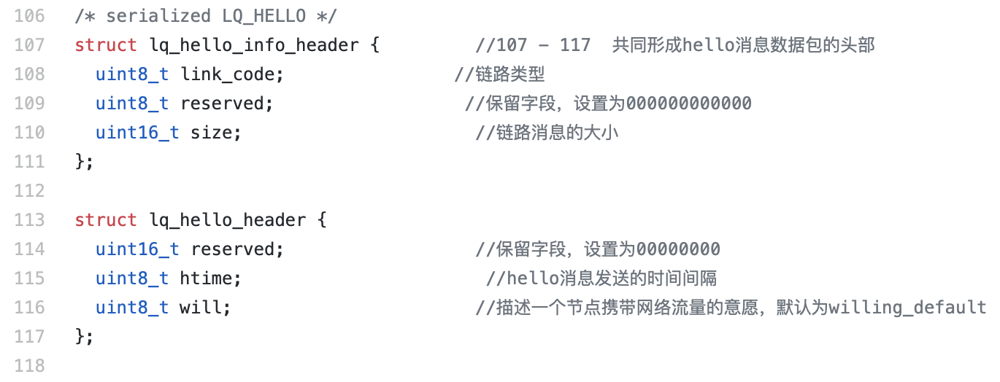 106 /* serialized LQ_HELLO */
107 struct lq_hello_info_header { //107 - 117 共同形成hello消息数据包的头部
108 uint8_t link_code; //链路类型
109 uint8_t reserved; //保留字段，设置为000000000000
110 uint16_t size; //链路消息的大小
111 };
112
113 struct lq_hello_header {
114 uint16_t reserved; //保留字段，设置为00000000
115 uint8_t htime; //hello消息发送的时间间隔
116 uint8_t will; //描述一个节点携带网络流量的意愿，默认为willing_default
117 };
118